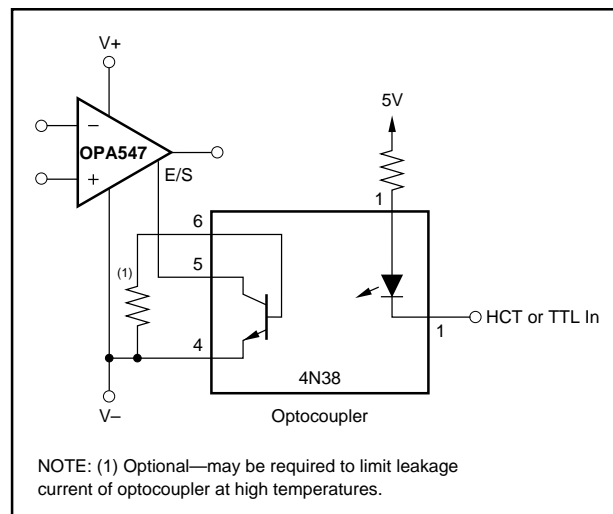 V+
5V
−
OPA547
+
E/S
1
6
(1)
5
HCT or TTL In
1
4
4N38
V–
Optocoupler
NOTE: (1) Optional—may be required to limit leakage
current of optocoupler at high temperatures.